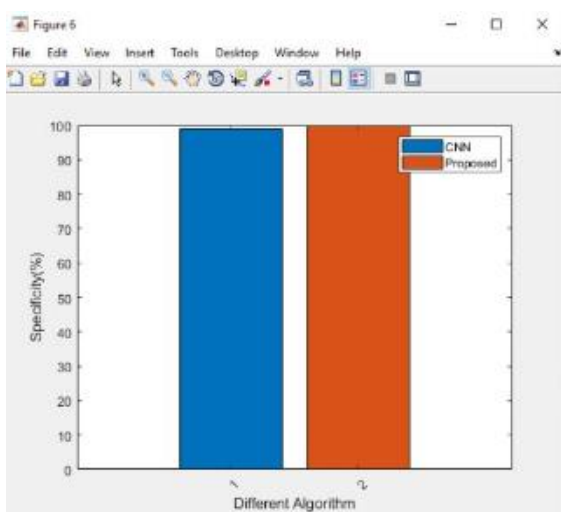 Figure 6
File Edit View Insert Tools Desktop Window Help
100
90
80
70
60
50
40
30
20
10
0
Specificity(%)
CNN
Proposed
1
2
Different Algorithm